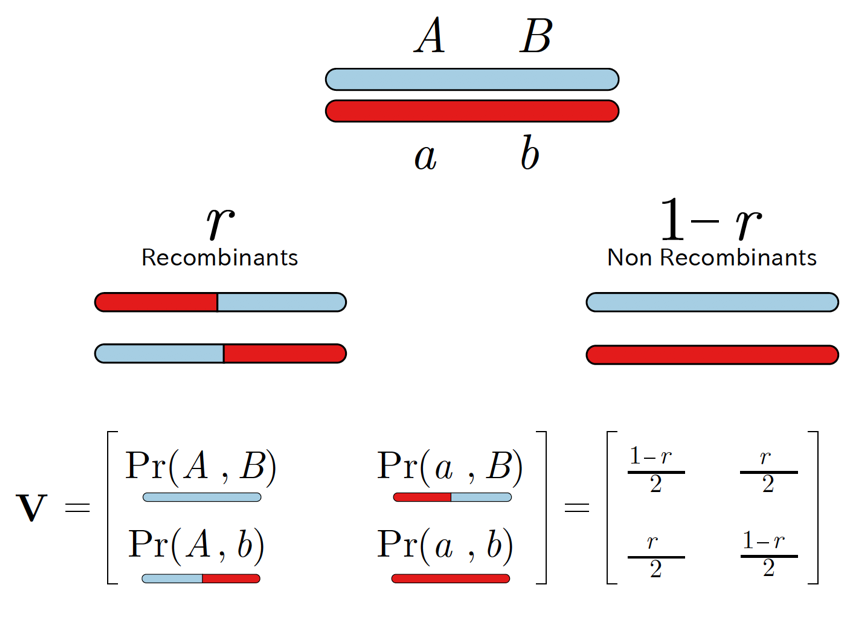 A B
a b
r 1– r
Recombinants Non Recombinants
v = [ Pr(A , B) Pr(a , B) ] = [ 1–r/2 r/2 ]
[ Pr(A , b) Pr(a , b) ] [ r/2 1–r/2 ]